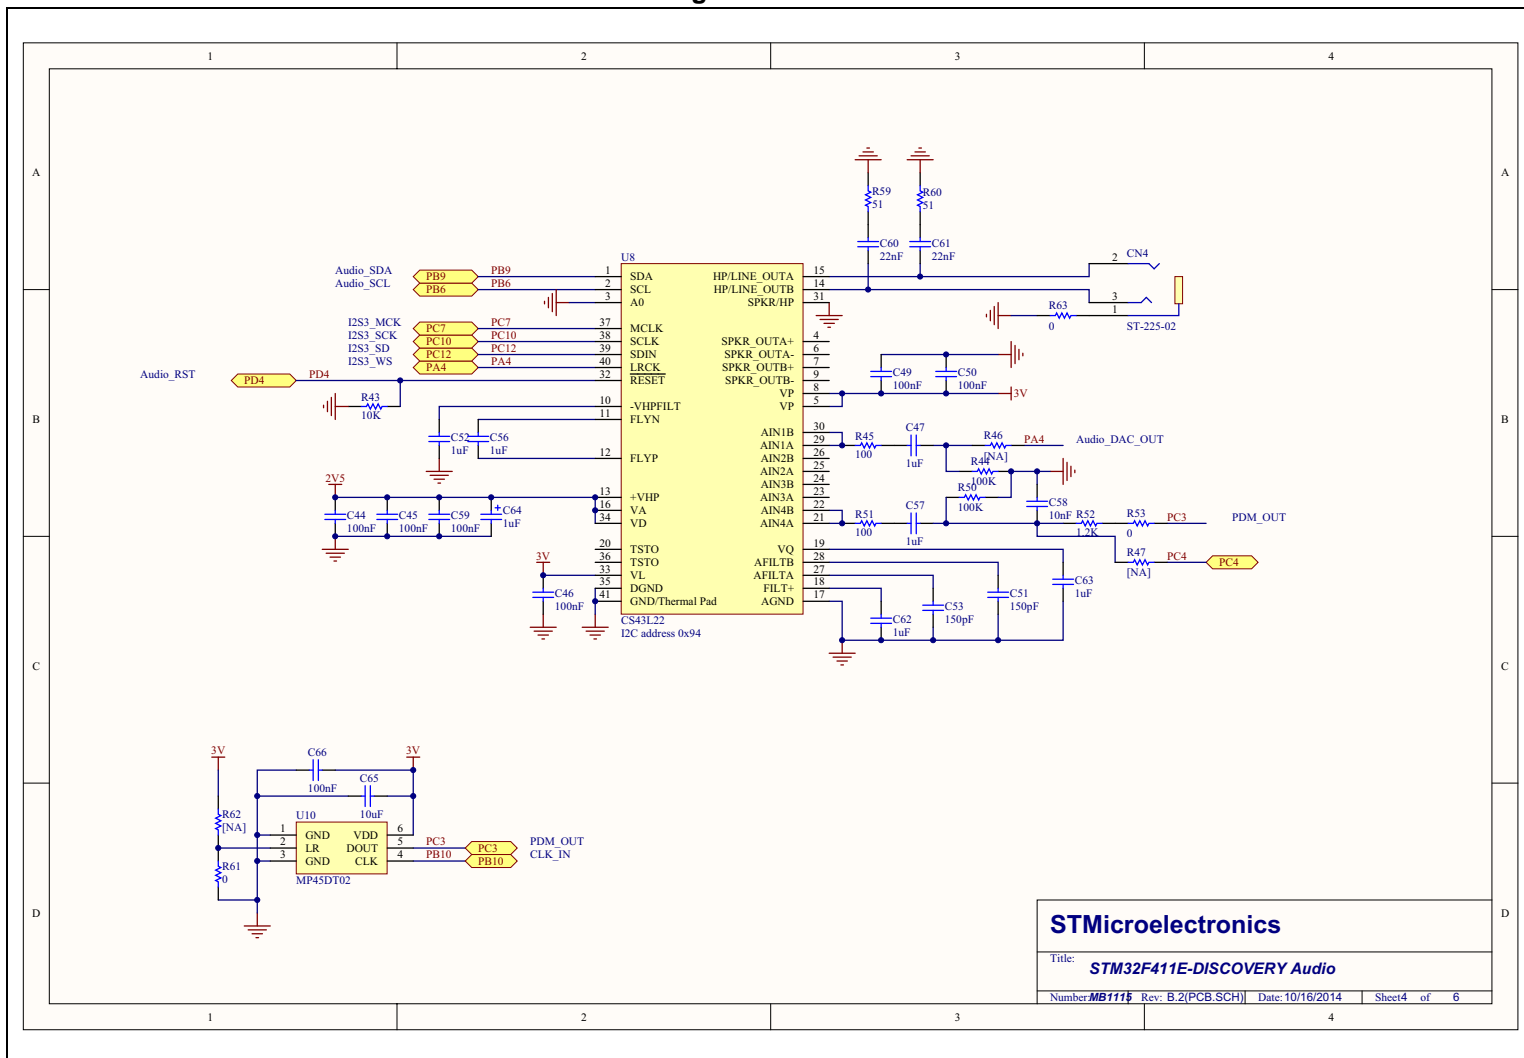 1 2 3 4
A A
B B
C C
D D
R59
51
R60
51
C60
22nF
C61
22nF
U8
Audio_SDA PB9 PB9 1 SDA
Audio_SCL PB6 PB6 2 SCL
3 A0
I2S3_MCK PC7 PC7 37 MCLK
I2S3_SCK PC10 PC10 38 SCLK
I2S3_SD PC12 PC12 39 SDIN
I2S3_WS PA4 PA4 40 LRCK
Audio_RST PD4 PD4 32 RESET
R43
10K
10 -VHPFILT
11 FLYN
C52
1uF
C56
1uF
12 FLYP
2V5
13 +VHP
16 VA
34 VD
C44
100nF
C45
100nF
C59
100nF
+
C64
1uF
20 TSTO
36 TSTO
3V
33 VL
35 DGND
41 GND/Thermal Pad
C46
100nF
CS43L22
I2C address 0x94
HP/LINE_OUTA 15
HP/LINE_OUTB 14
SPKR/HP 31
SPKR_OUTA+ 4
SPKR_OUTA- 6
SPKR_OUTB+ 7
SPKR_OUTB- 9
VP 8
VP 5
AIN1B 30
AIN1A 29
AIN2B 26
AIN2A 25
AIN3B 24
AIN3A 23
AIN4B 22
AIN4A 21
VQ 19
AFILTB 28
AFILTA 27
FILT+ 18
AGND 17
2 CN4
3
1 ST-225-02
R63
0
C49
100nF
C50
100nF
3V
R45
100
C47
1uF
R46
[NA]
PA4 Audio_DAC_OUT
R44
100K
R50
100K
C58
10nF
R51
100
C57
1uF
R52
1.2K
R53
0
PC3 PDM_OUT
R47
[NA]
PC4 PC4
C62
1uF
C53
150pF
C51
150pF
C63
1uF
3V 3V
C66
100nF
C65
10uF
R62
[NA]
R61
0
U10
1 GND VDD 6
2 LR DOUT 5 PC3 PC3 PDM_OUT
3 GND CLK 4 PB10 PB10 CLK_IN
MP45DT02
STMicroelectronics
Title: STM32F411E-DISCOVERY Audio
Number:MB1115 Rev: B.2(PCB.SCH) Date:10/16/2014 Sheet4 of 6
1 2 3 4